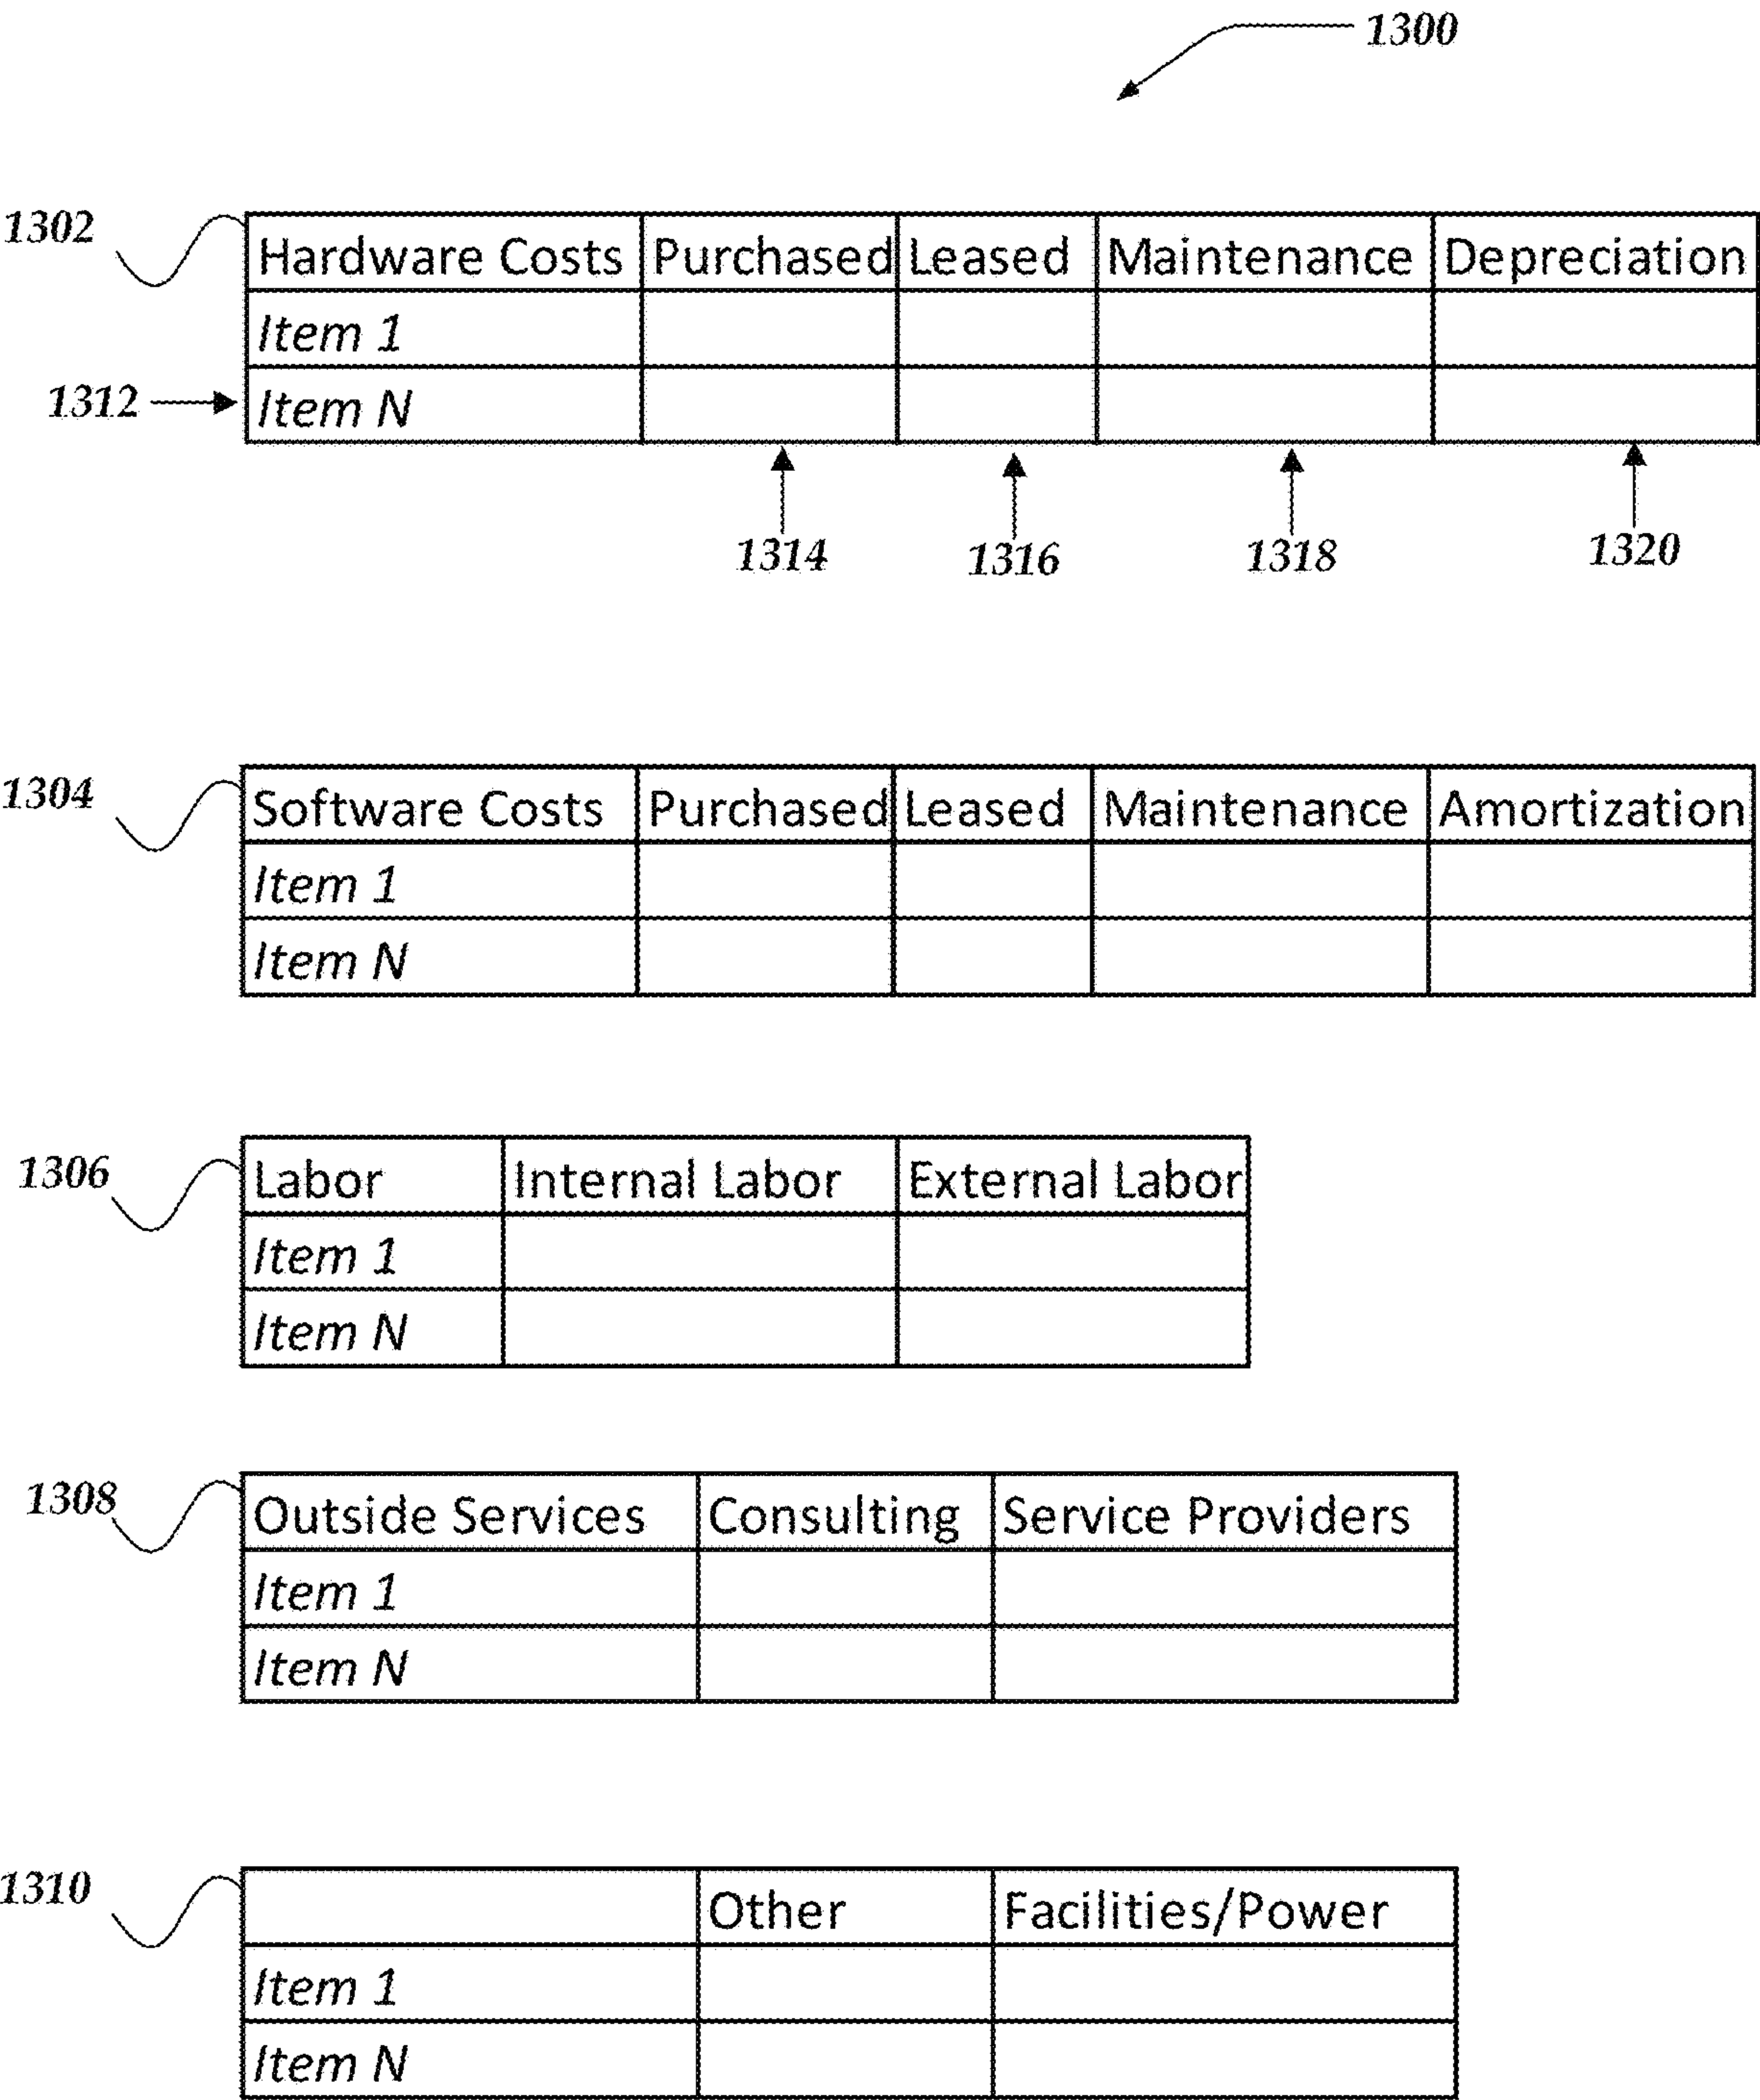 1300
1302
Hardware Costs Purchased Leased Maintenance Depreciation
Item 1
1312 Item N
1314 1316 1318 1320
1304
Software Costs Purchased Leased Maintenance Amortization
Item 1
Item N
1306
Labor Internal Labor External Labor
Item 1
Item N
1308
Outside Services Consulting Service Providers
Item 1
Item N
1310
Other Facilities/Power
Item 1
Item N